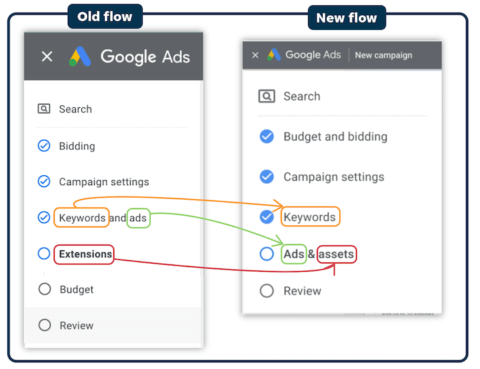 Old flow
New flow
Google Ads
Search
Bidding
Campaign settings
Keywords and ads
Extensions
Budget
Review
Google Ads | New campaign
Search
Budget and bidding
Campaign settings
Keywords
Ads & assets
Review